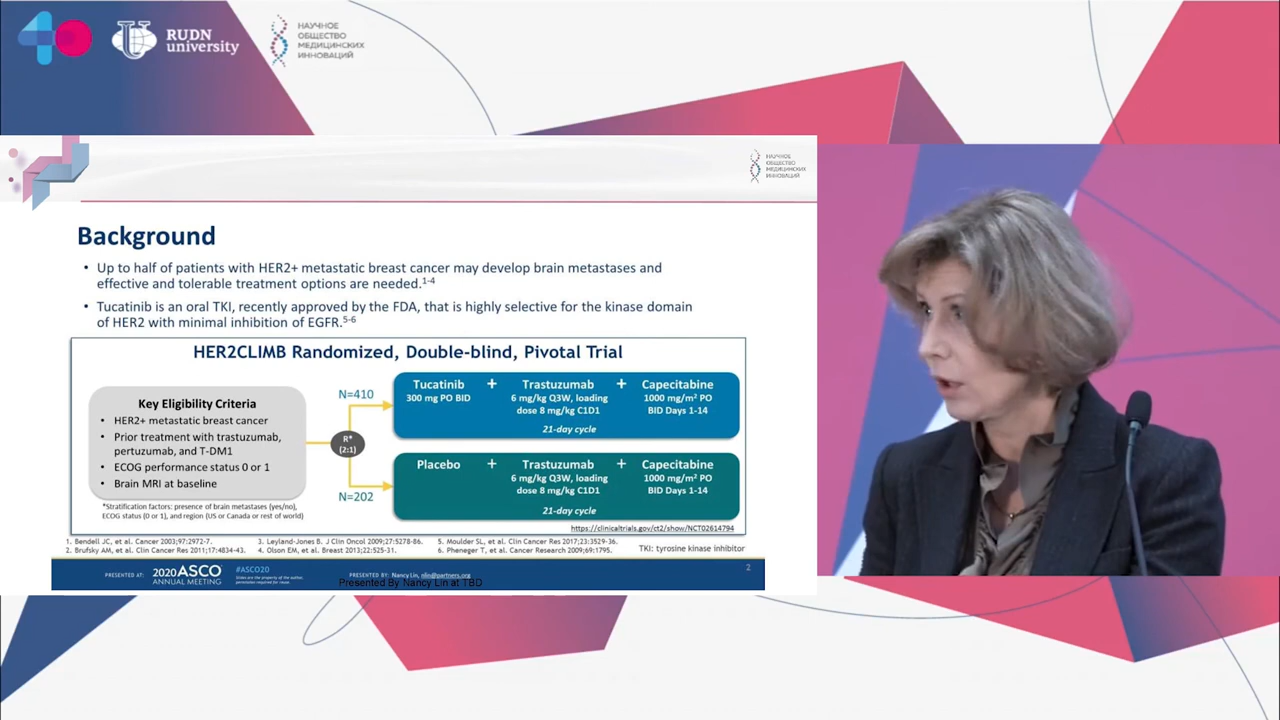 40
RUDN
university
НАУЧНОЕ
ОБЩЕСТВО
МЕДИЦИНСКИХ
ИННОВАЦИЙ
НАУЧНОЕ
ОБЩЕСТВО
МЕДИЦИНСКИХ
ИННОВАЦИЙ
Background
• Up to half of patients with HER2+ metastatic breast cancer may develop brain metastases and
effective and tolerable treatment options are needed.1-4
• Tucatinib is an oral TKI, recently approved by the FDA, that is highly selective for the kinase domain
of HER2 with minimal inhibition of EGFR.5-6
HER2CLIMB Randomized, Double-blind, Pivotal Trial
Key Eligibility Criteria
• HER2+ metastatic breast cancer
• Prior treatment with trastuzumab,
pertuzumab, and T-DM1
• ECOG performance status 0 or 1
• Brain MRI at baseline
*Stratification factors: presence of brain metastases (yes/no),
ECOG status (0 or 1), and region (US or Canada or rest of world)
R*
(2:1)
N=410
N=202
Tucatinib + Trastuzumab + Capecitabine
300 mg PO BID 6 mg/kg Q3W, loading 1000 mg/m² PO
dose 8 mg/kg C1D1 BID Days 1-14
21-day cycle
Placebo + Trastuzumab + Capecitabine
6 mg/kg Q3W, loading 1000 mg/m² PO
dose 8 mg/kg C1D1 BID Days 1-14
21-day cycle
https://clinicaltrials.gov/ct2/show/NCT02614794
1. Bendell JC, et al. Cancer 2003;97:2972-7. 3. Leyland-Jones B. J Clin Oncol 2009;27:5278-86. 5. Moulder SL, et al. Clin Cancer Res 2017;23:3529-36.
2. Brufsky AM, et al. Clin Cancer Res 2011;17:4834-43. 4. Olson EM, et al. Breast 2013;22:525-31. 6. Pheneger T, et al. Cancer Research 2009;69:1795.
TKI: tyrosine kinase inhibitor
PRESENTED AT: 2020 ASCO
ANNUAL MEETING
#ASCO20
Slides are the property of the author,
permission required for reuse.
PRESENTED BY: Nancy Lin, nlin@partners.org
Presented By Nancy Lin at TBD
2